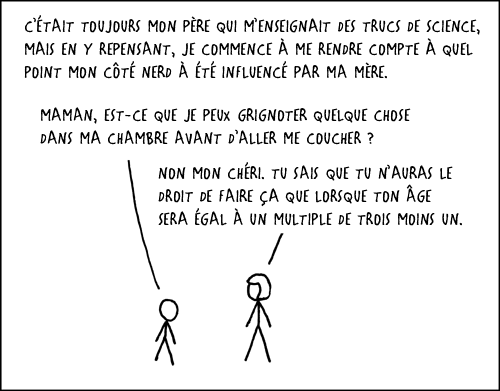 C'ÉTAIT TOUJOURS MON PÈRE QUI M'ENSEIGNAIT DES TRUCS DE SCIENCE,
MAIS EN Y REPENSANT, JE COMMENCE À ME RENDRE COMPTE À QUEL
POINT MON CÔTÉ NERD À ÉTÉ INFLUENCÉ PAR MA MÈRE.
MAMAN, EST-CE QUE JE PEUX GRIGNOTER QUELQUE CHOSE
DANS MA CHAMBRE AVANT D'ALLER ME COUCHER ?
NON MON CHÉRI. TU SAIS QUE TU N'AURAS LE
DROIT DE FAIRE ÇA QUE LORSQUE TON ÂGE
SERA ÉGAL À UN MULTIPLE DE TROIS MOINS UN.